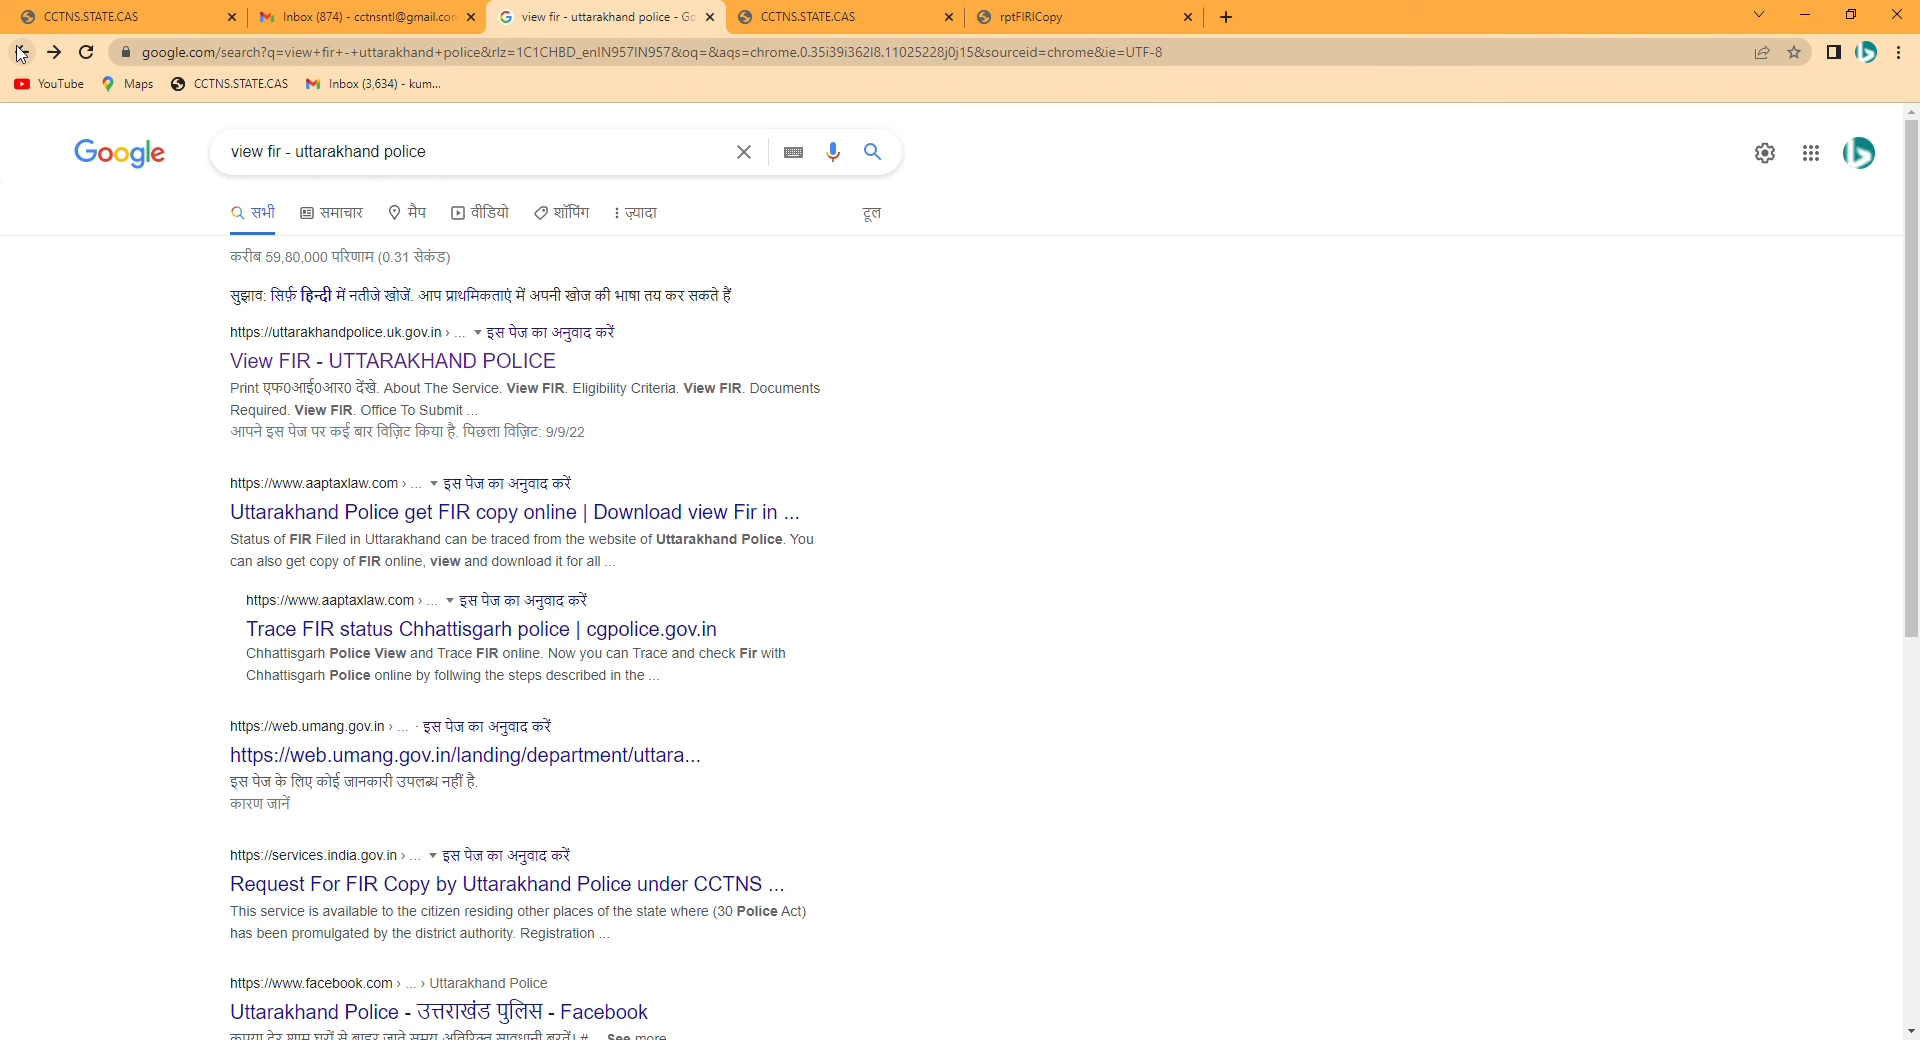 CCTNS.STATE.CAS
Inbox (874) - cctnsntl@gmail.con
view fir - uttarakhand police - Go
CCTNS.STATE.CAS
rptFIRICopy
google.com/search?q=view+fir+-+uttarakhand+police&rlz=1C1CHBD_enIN957IN957&oq=&aqs=chrome.0.35i39i362l8.11025228j0j15&sourceid=chrome&ie=UTF-8
YouTube Maps CCTNS.STATE.CAS Inbox (3,634) - kum...
Google
view fir - uttarakhand police
सभी समाचार मैप वीडियो शॉपिंग ज़्यादा टूल
करीब 59,80,000 परिणाम (0.31 सेकंड)
सुझाव: सिर्फ़ हिन्दी में नतीजे खोजें. आप प्राथमिकताएं में अपनी खोज की भाषा तय कर सकते हैं
https://uttarakhandpolice.uk.gov.in › ... इस पेज का अनुवाद करें
View FIR - UTTARAKHAND POLICE
Print एफ0आई0आर0 देंखे. About The Service. View FIR. Eligibility Criteria. View FIR. Documents
Required. View FIR. Office To Submit ...
आपने इस पेज पर कई बार विज़िट किया है. पिछला विज़िट: 9/9/22
https://www.aaptaxlaw.com › ... इस पेज का अनुवाद करें
Uttarakhand Police get FIR copy online | Download view Fir in ...
Status of FIR Filed in Uttarakhand can be traced from the website of Uttarakhand Police. You
can also get copy of FIR online, view and download it for all ...
https://www.aaptaxlaw.com › ... इस पेज का अनुवाद करें
Trace FIR status Chhattisgarh police | cgpolice.gov.in
Chhattisgarh Police View and Trace FIR online. Now you can Trace and check Fir with
Chhattisgarh Police online by follwing the steps described in the ...
https://web.umang.gov.in › ... · इस पेज का अनुवाद करें
https://web.umang.gov.in/landing/department/uttara...
इस पेज के लिए कोई जानकारी उपलब्ध नहीं है.
कारण जानें
https://services.india.gov.in › ... इस पेज का अनुवाद करें
Request For FIR Copy by Uttarakhand Police under CCTNS ...
This service is available to the citizen residing other places of the state where (30 Police Act)
has been promulgated by the district authority. Registration ...
https://www.facebook.com › ... › Uttarakhand Police
Uttarakhand Police - उत्तराखंड पुलिस - Facebook
कृपया देर शाम घरों से बाहर जाते समय अतिरिक्त सावधानी बरतें। #... See more